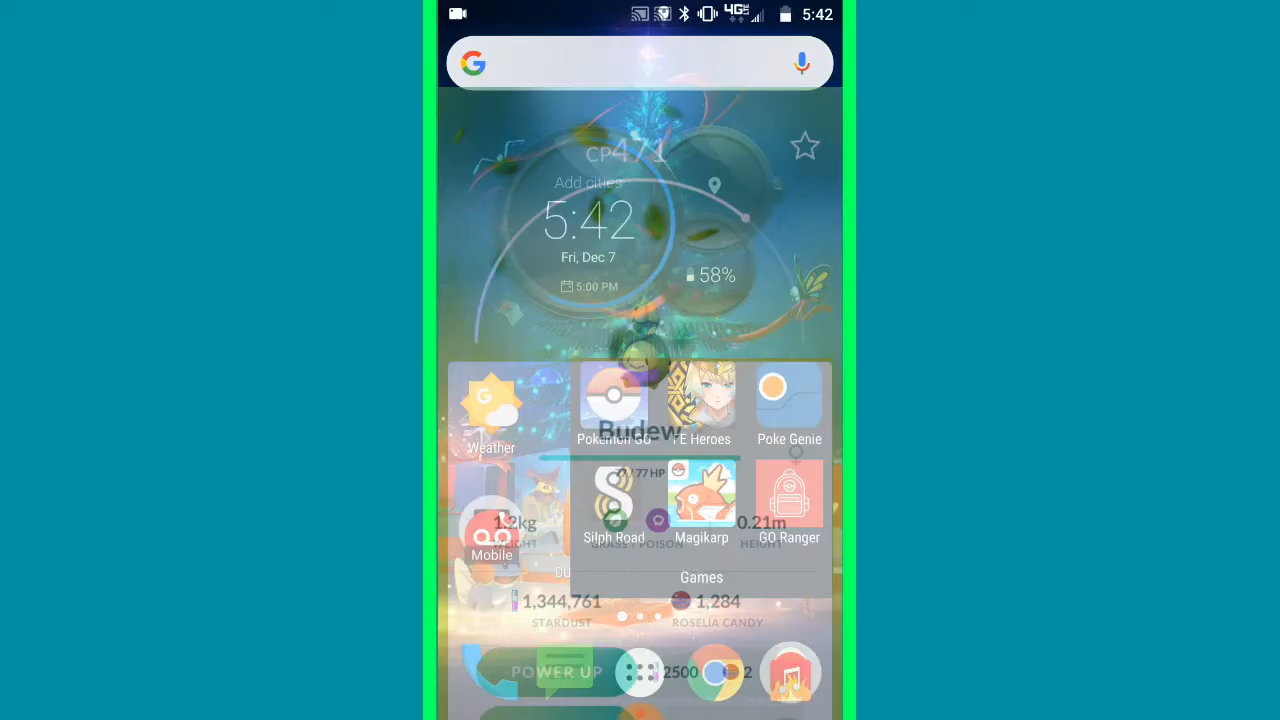 5:42
CP471
Add cities
5:42
Fri, Dec 7
5:00 PM
58%
Weather
Pokémon GO
FE Heroes
Poke Genie
Budew
77 / 77 HP
Silph Road
Magikarp
GO Ranger
1.2kg
WEIGHT
GRASS / POISON
0.21m
HEIGHT
Mobile
Games
1,344,761
STARDUST
1,284
ROSELIA CANDY
POWER UP
2500
2